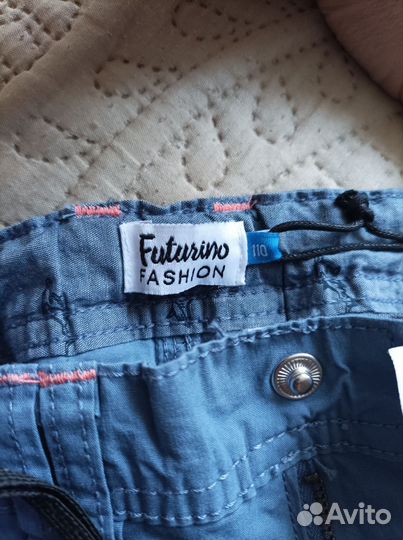 Futurino
FASHION
110
Avito